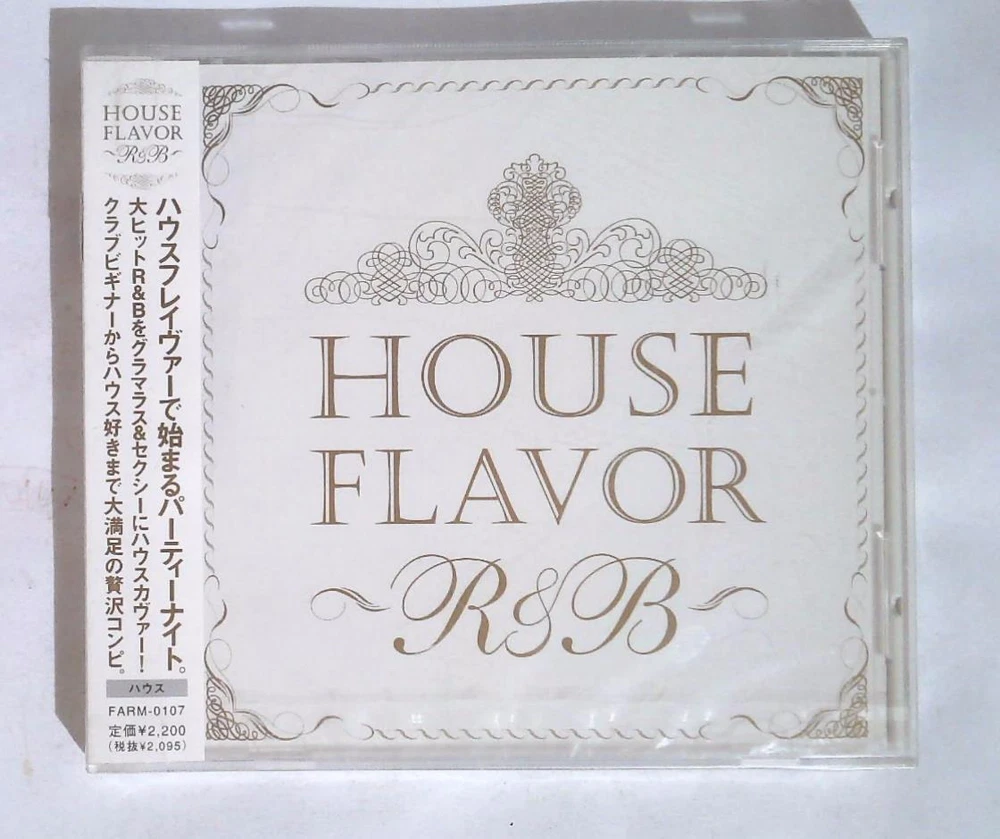 HOUSE
FLAVOR
~R&B~
ハウスフレイヴァーで始まるパーティーナイト。
大ヒットR&Bをグラマラス&セクシーにハウスカヴァー!
クラブビギナーからハウス好きまで大満足の贅沢コンピ。
ハウス
FARM-0107
定価¥2,200
(税抜¥2,095)
HOUSE
FLAVOR
~R&B~